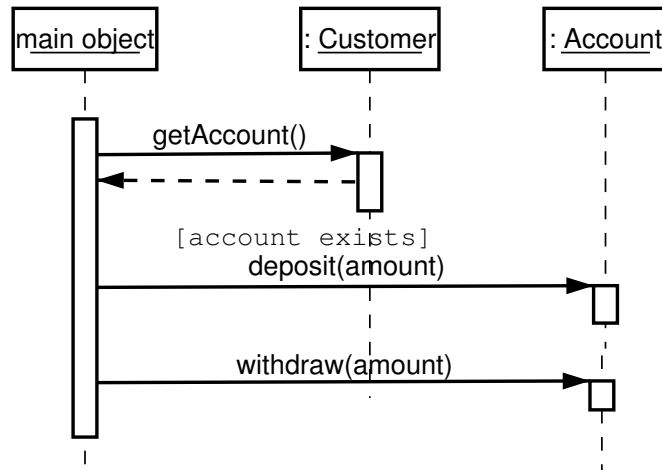 main object
: Customer
: Account
getAccount()
[account exists]
deposit(amount)
withdraw(amount)